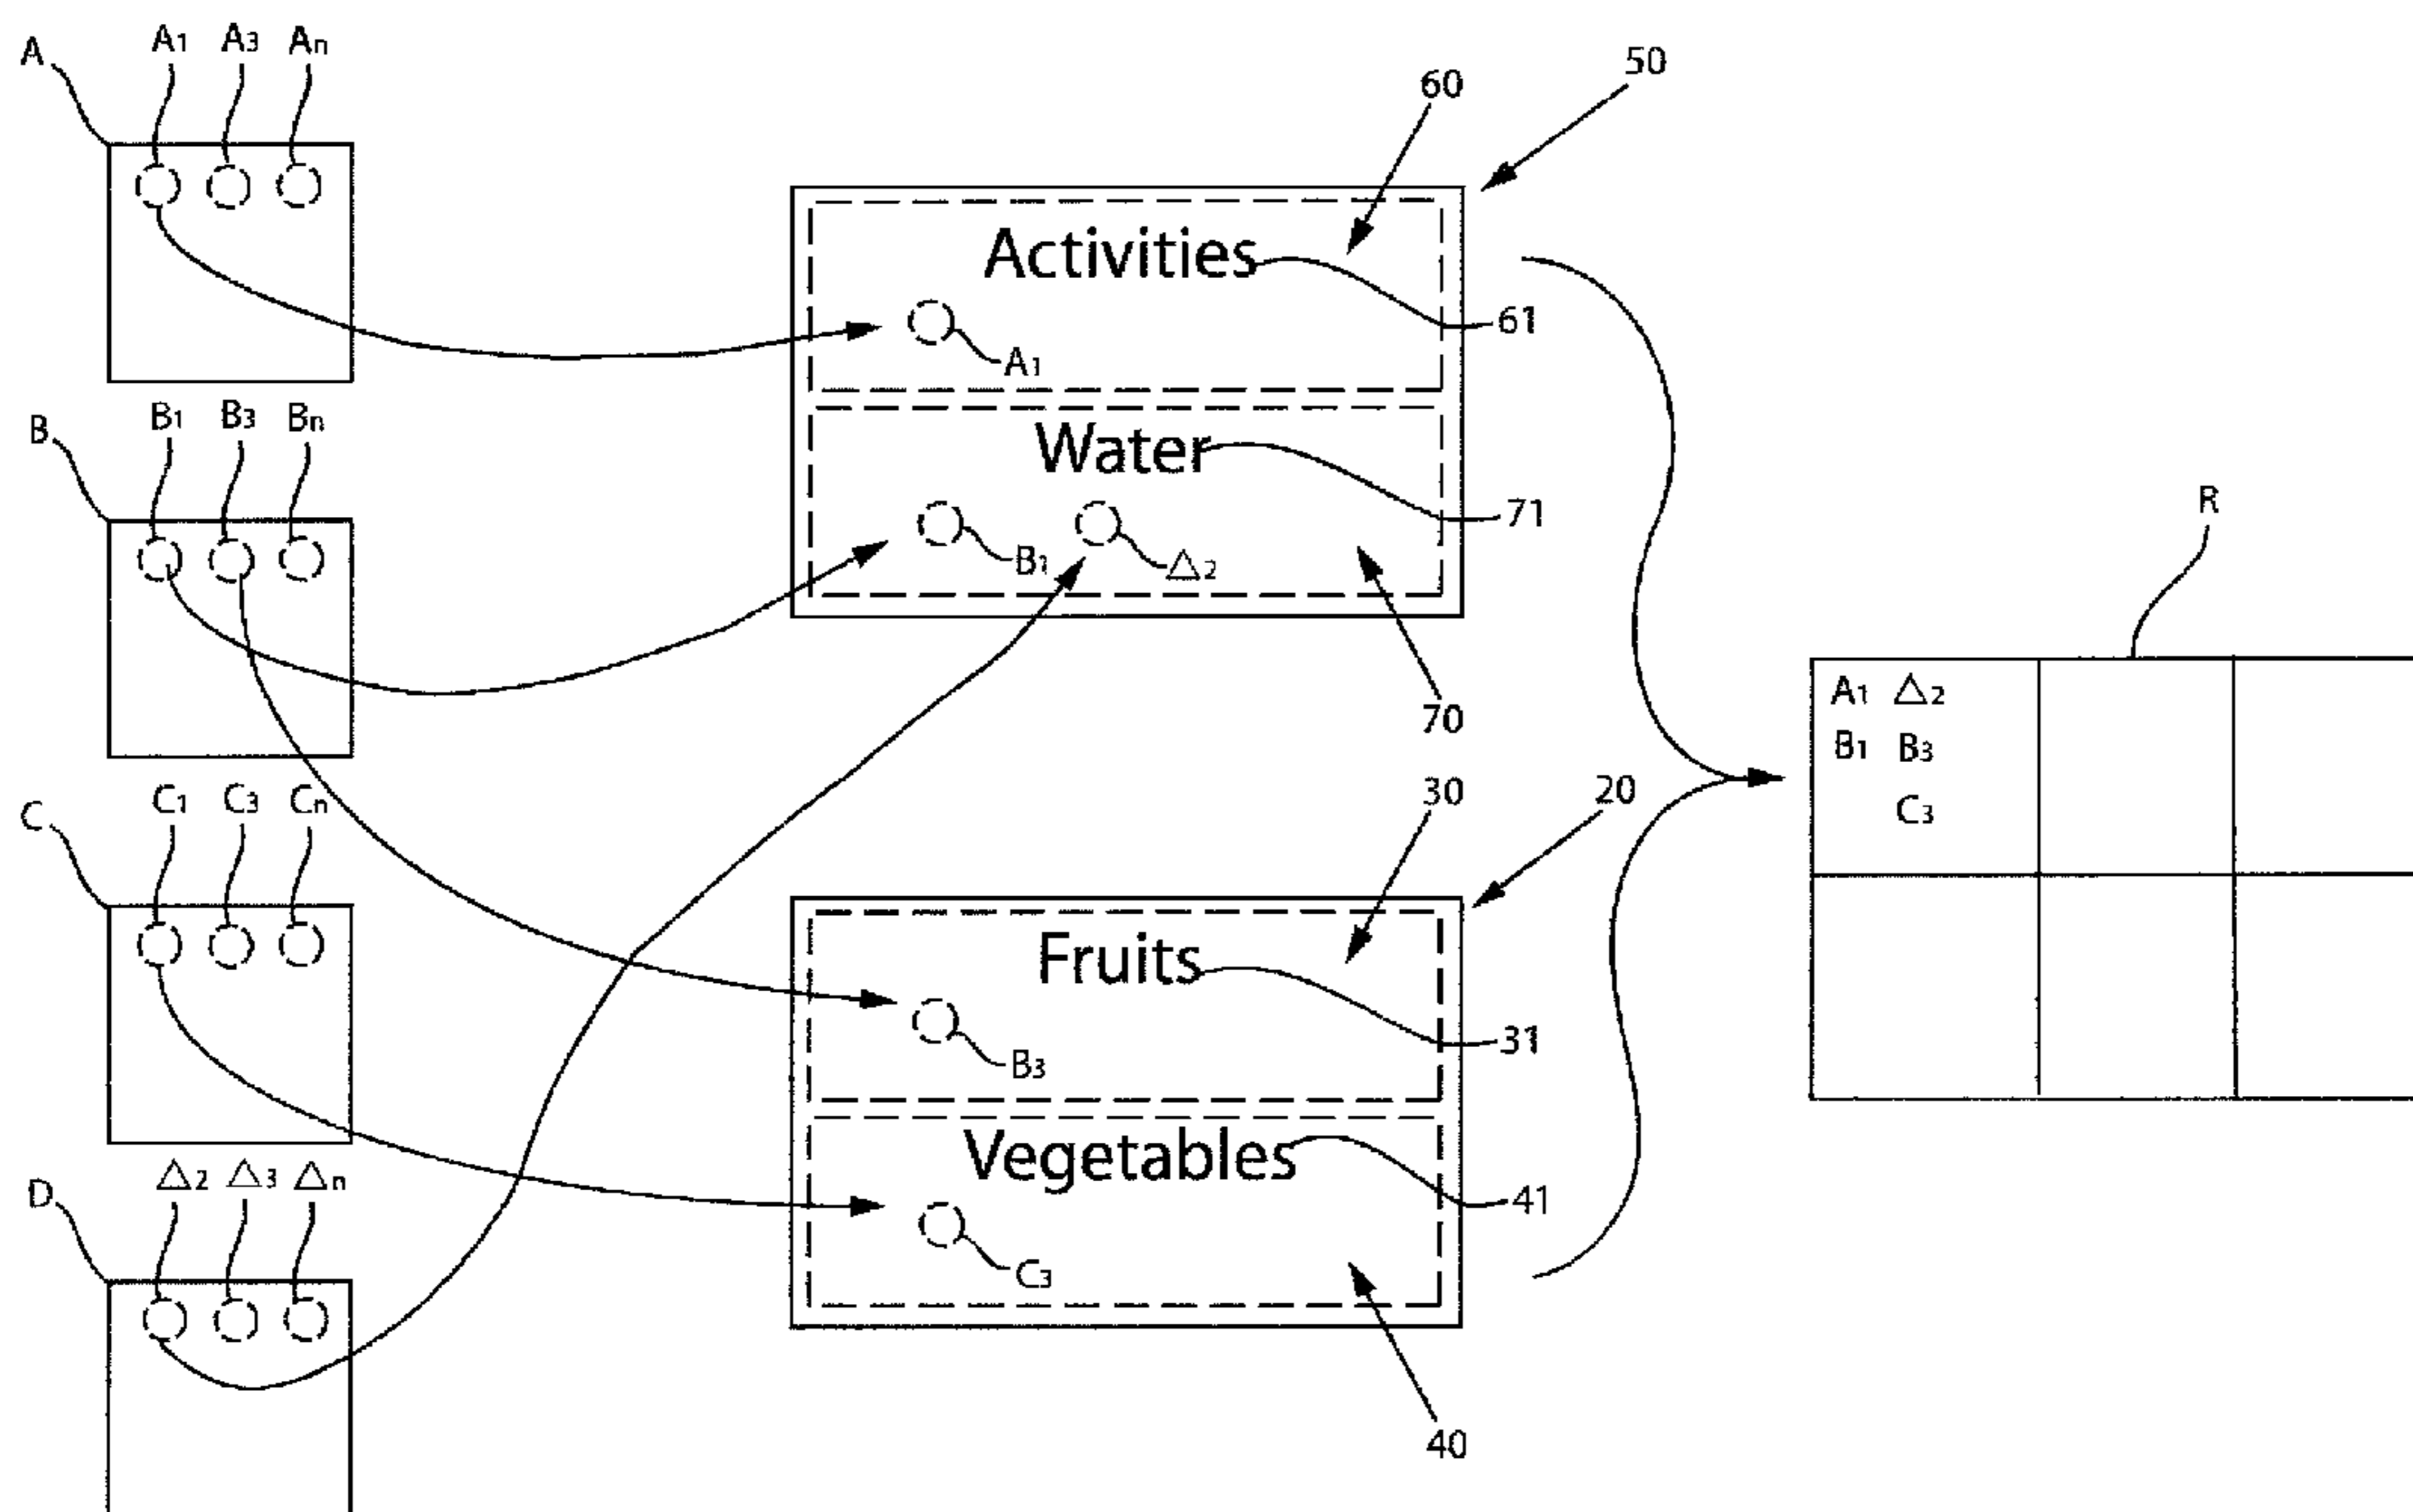 A
A1 A3 An
50
60
Activities
61
A1
B
B1 B3 Bn
Water
71
B1 △2
70
R
A1 △2
B1 B3
C3
C
C1 C3 Cn
30
20
Fruits
31
B3
D
△2 △3 △n
Vegetables
41
C3
40